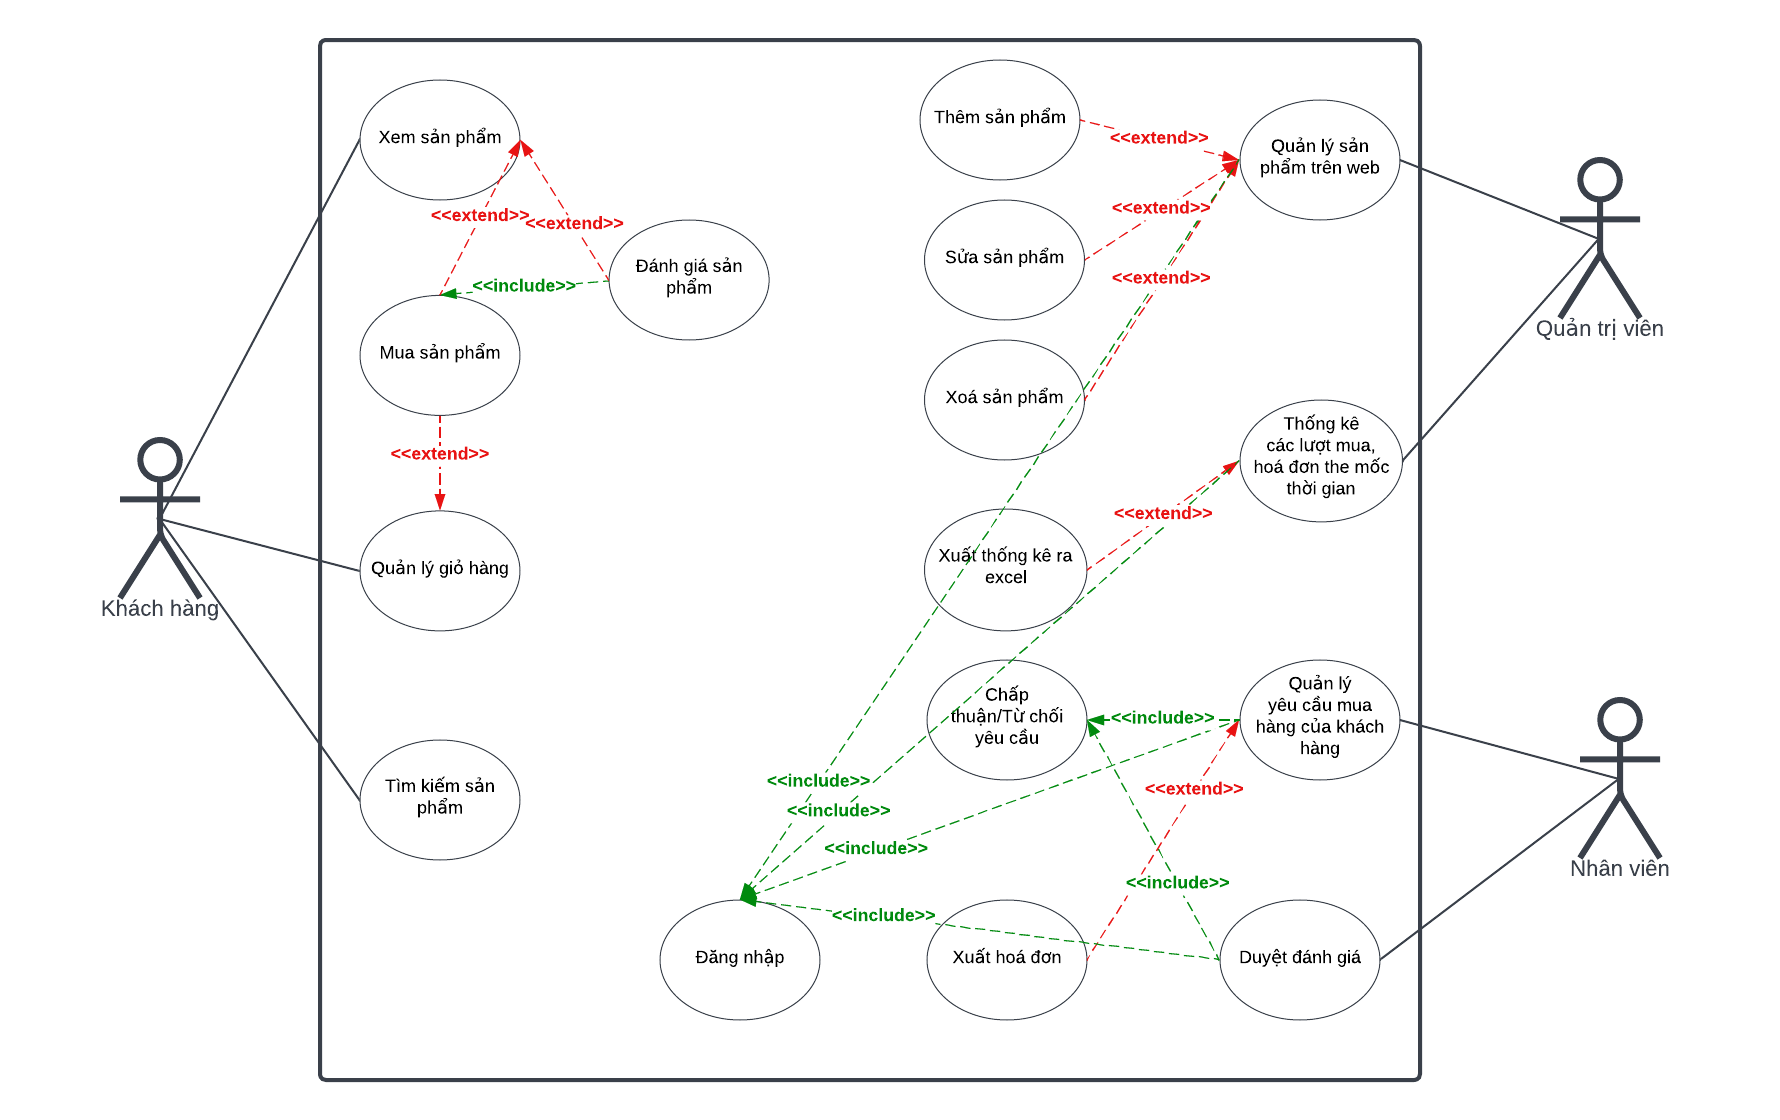 Xem sản phẩm
<<extend>>
<<extend>>
Đánh giá sản
phẩm
<<include>>
Mua sản phẩm
<<extend>>
Quản lý giỏ hàng
Tìm kiếm sản
phẩm
Khách hàng
Thêm sản phẩm
<<extend>>
Quản lý sản
phẩm trên web
Sửa sản phẩm
<<extend>>
Xoá sản phẩm
<<extend>>
Quản trị viên
Thống kê
các lượt mua,
hoá đơn the mốc
thời gian
<<extend>>
Xuất thống kê ra
excel
Chấp
thuận/Từ chối
yêu cầu
<<include>>
Quản lý
yêu cầu mua
hàng của khách
hàng
<<include>>
<<include>>
<<include>>
<<extend>>
<<include>>
<<include>>
Đăng nhập
Xuất hoá đơn
Duyệt đánh giá
Nhân viên